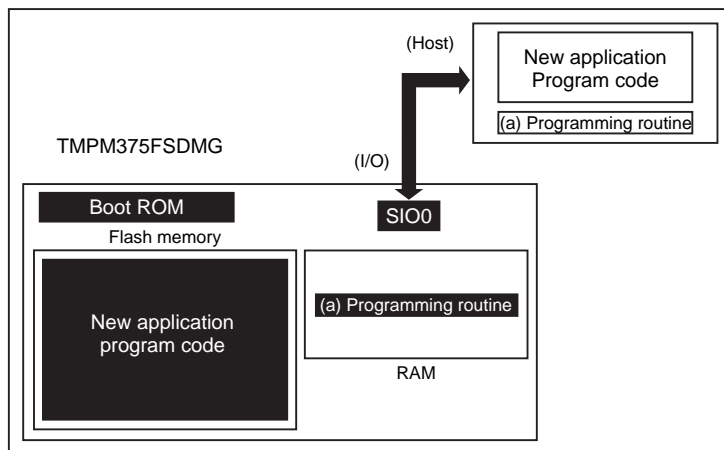 (Host)
New application
Program code
(a) Programming routine
TMPM375FSDMG
(I/O)
Boot ROM
SIO0
Flash memory
New application
program code
(a) Programming routine
RAM